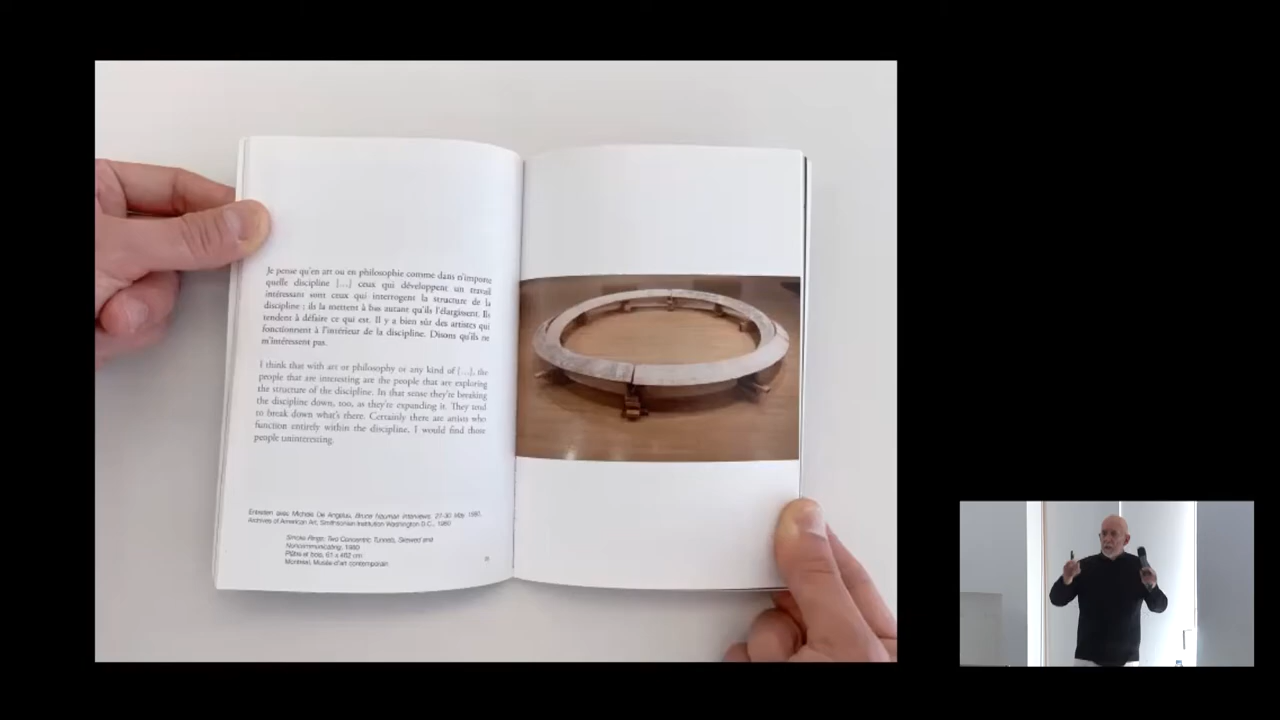 Je pense qu'en art ou en philosophie comme dans n'importe
quelle discipline […] ceux qui développent un travail
intéressant sont ceux qui interrogent la structure de la
discipline : ils la mettent à bas autant qu'ils l'élargissent. Ils
tendent à défaire ce qui est. Il y a bien sûr des artistes qui
fonctionnent à l'intérieur de la discipline. Disons qu'ils ne
m'intéressent pas.
I think that with art or philosophy or any kind of […], the
people that are interesting are the people that are exploring
the structure of the discipline. In that sense they're breaking
the discipline down, too, as they're expanding it. They tend
to break down what's there. Certainly there are artists who
function entirely within the discipline, I would find those
people uninteresting.
Entretien avec Michele De Angelus, Bruce Nauman Interviews, 27-30 May 1980,
Archives of American Art, Smithsonian Institution Washington D.C., 1980
Smoke Rings: Two Concentric Tunnels, Skewed and
Noncommunicating, 1980
Plâtre et bois, 61 x 662 cm
Montréal, Musée d'art contemporain